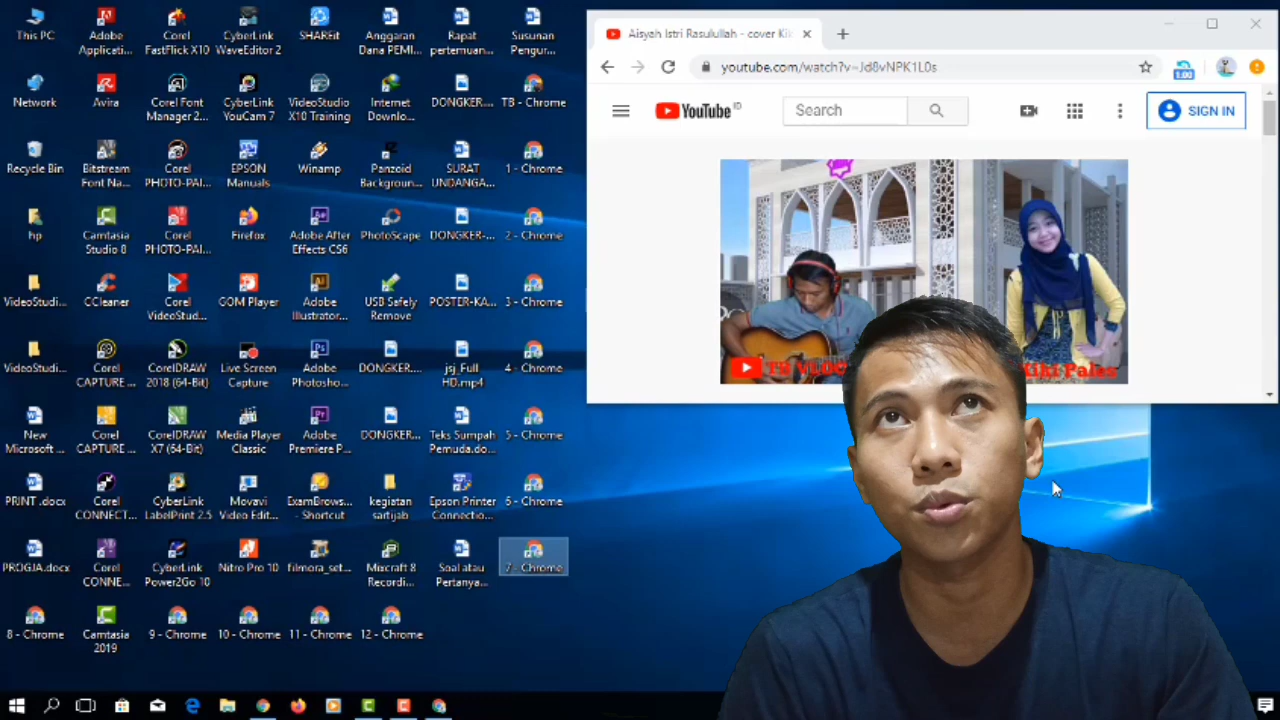 This PC
Adobe
Applicati...
Corel
FastFlick X10
CyberLink
WaveEditor 2
SHAREit
Anggaran
Dana PEMI...
Rapat
pertemuan...
Susunan
Pengur...
Network
Avira
Corel Font
Manager 2...
CyberLink
YouCam 7
VideoStudio
X10 Training
Internet
Downlo...
DONGKER....
TB - Chrome
Recycle Bin
Bitstream
Font Na...
Corel
PHOTO-PAI...
EPSON
Manuals
Winamp
Panzoid
Backgroun...
SURAT
UNDANGA...
1 - Chrome
hp
Camtasia
Studio 8
Corel
PHOTO-PAI...
Firefox
Adobe After
Effects CS6
PhotoScape
DONGKER-...
2 - Chrome
VideoStudi...
CCleaner
Corel
VideoStud...
GOM Player
Adobe
Illustrator...
USB Safely
Remove
POSTER-KA...
3 - Chrome
VideoStudi...
Corel
CAPTURE ...
CorelDRAW
2018 (64-Bit)
Live Screen
Capture
Adobe
Photosho...
DONGKER....
jsj_Full
HD.mp4
4 - Chrome
New
Microsoft ...
Corel
CAPTURE ...
CorelDRAW
X7 (64-Bit)
Media Player
Classic
Adobe
Premiere P...
DONGKER....
Teks Sumpah
Pemuda.do...
5 - Chrome
PRINT .docx
Corel
CONNECT...
CyberLink
LabelPrint 2.5
Movavi
Video Edit...
ExamBrows...
- Shortcut
kegiatan
sartijab
Epson Printer
Connectio...
6 - Chrome
PROGJA.docx
Corel
CONNE...
CyberLink
Power2Go 10
Nitro Pro 10
filmora_set...
Mixcraft 8
Recordi...
Soal atau
Pertanya...
7 - Chrome
8 - Chrome
Camtasia
2019
9 - Chrome
10 - Chrome
11 - Chrome
12 - Chrome
Aisyah Istri Rasulullah - cover Kik
youtube.com/watch?v=Jd8vNPK1L0s
1.00
YouTube ID
Search
SIGN IN
Kiki Pales